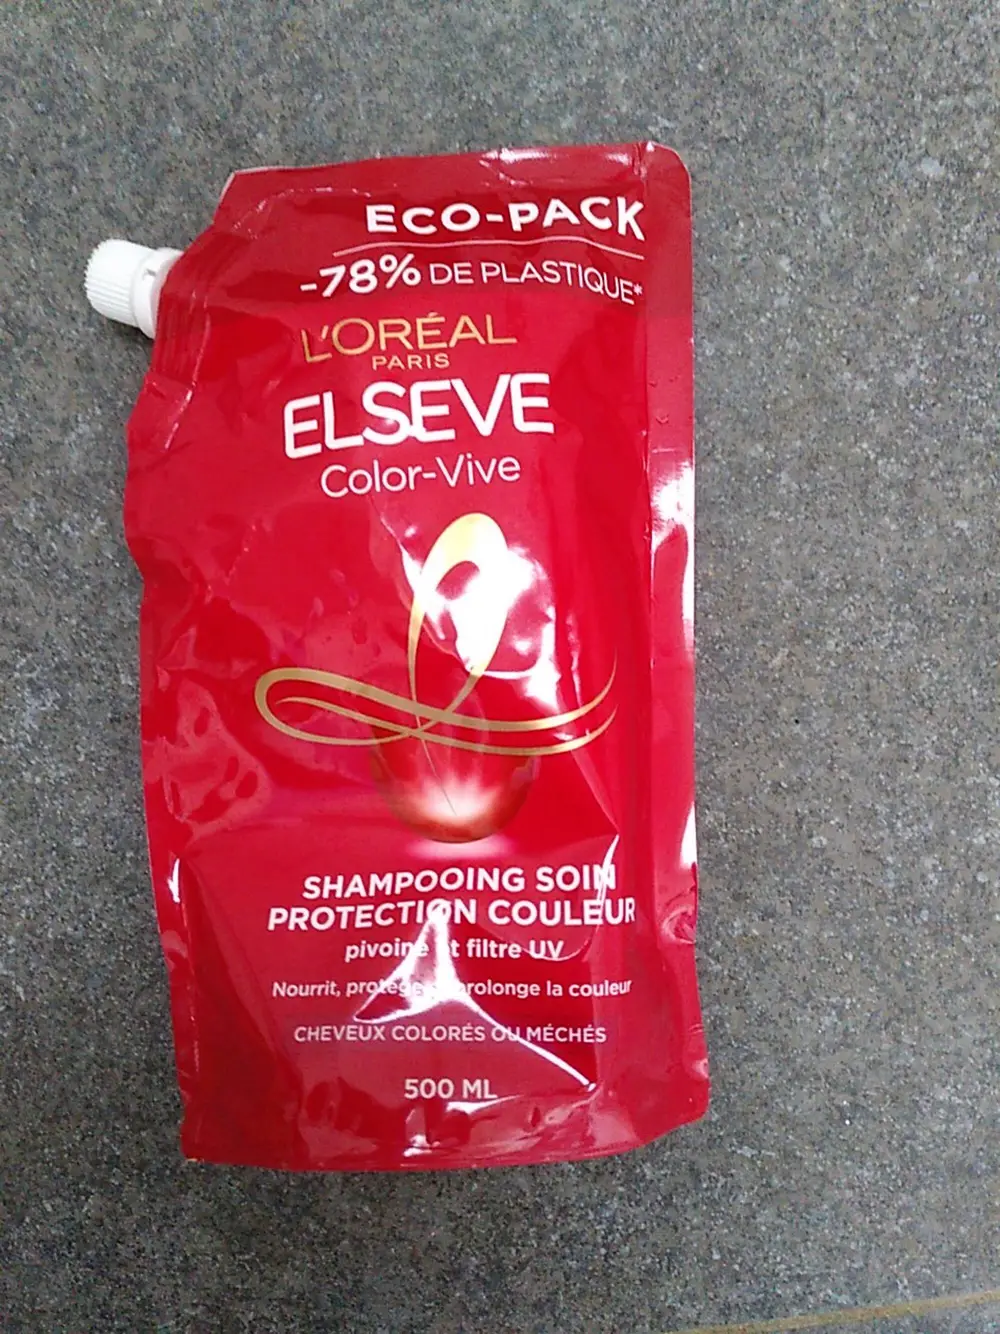 ECO-PACK
-78% DE PLASTIQUE*
L'ORÉAL
PARIS
ELSEVE
Color-Vive
SHAMPOOING SOIN
PROTECTION COULEUR
pivoine et filtre UV
Nourrit, protège prolonge la couleur
CHEVEUX COLORÉS OU MÉCHÉS
500 ML